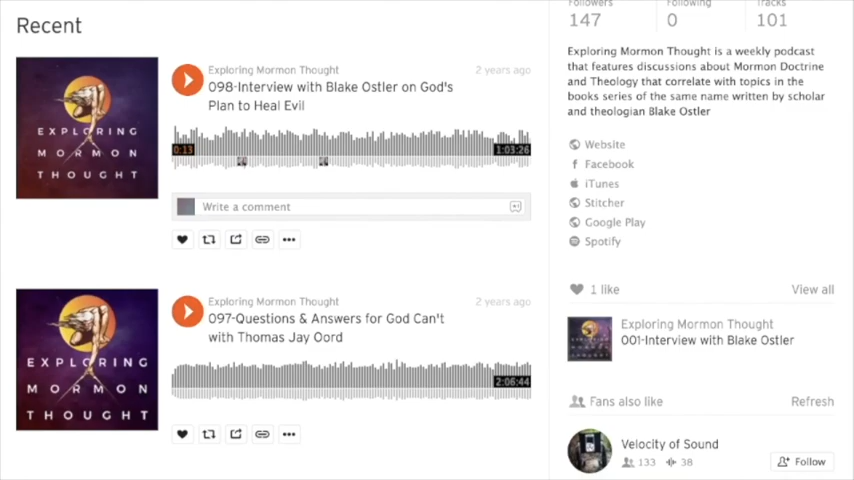 Recent
EXPLORING
MORMON
THOUGHT
Exploring Mormon Thought
2 years ago
098-Interview with Blake Ostler on God's
Plan to Heal Evil
0:13
1:03:26
Write a comment
EXPLORING
MORMON
THOUGHT
Exploring Mormon Thought
2 years ago
097-Questions & Answers for God Can't
with Thomas Jay Oord
2:06:44
Followers
Following
Tracks
147
0
101
Exploring Mormon Thought is a weekly podcast
that features discussions about Mormon Doctrine
and Theology that correlate with topics in the
books series of the same name written by scholar
and theologian Blake Ostler
Website
Facebook
iTunes
Stitcher
Google Play
Spotify
1 like
View all
EXPLORING
MORMON
THOUGHT
Exploring Mormon Thought
001-Interview with Blake Ostler
Fans also like
Refresh
Velocity of Sound
133
38
Follow